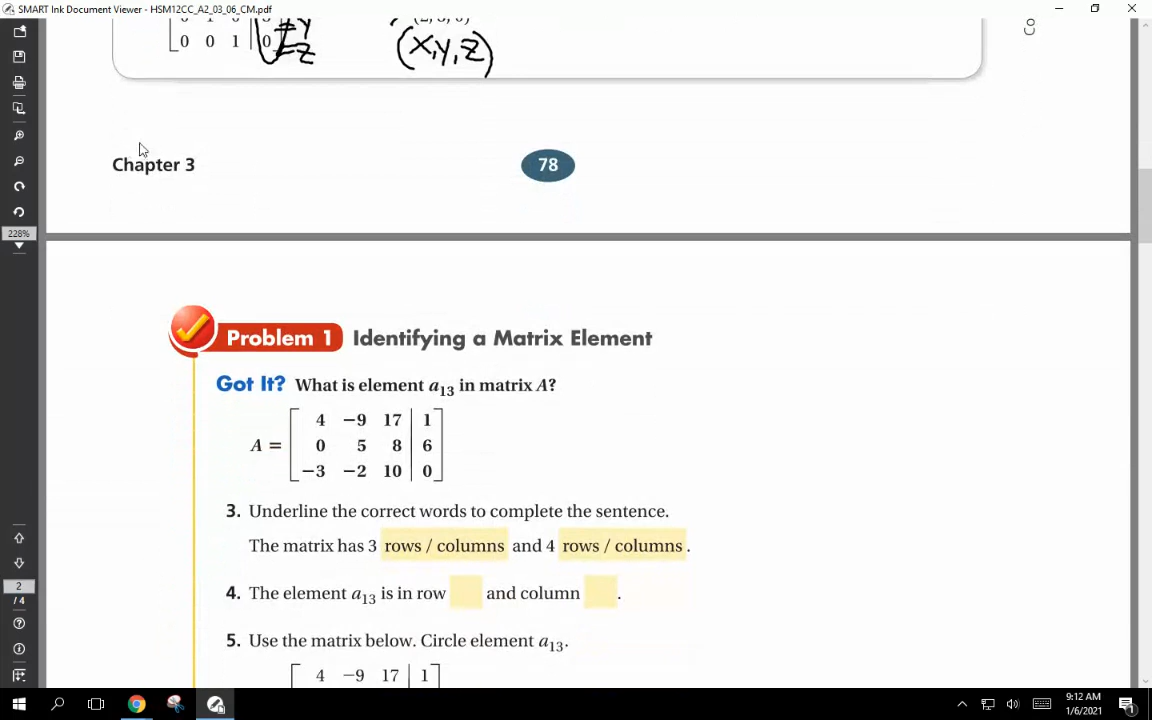 SMART Ink Document Viewer - HSM12CC_A2_03_06_CM.pdf
0 0 1 0
=Y
=Z
(X,Y,Z)
Co
Chapter 3
78
228%
Problem 1 Identifying a Matrix Element
Got It? What is element a13 in matrix A?
4 −9 17 1
A = 0 5 8 6
−3 −2 10 0
3. Underline the correct words to complete the sentence.
The matrix has 3 rows / columns and 4 rows / columns .
4. The element a13 is in row and column .
5. Use the matrix below. Circle element a13.
4 −9 17 1
2
/ 4
9:12 AM
1/6/2021
1